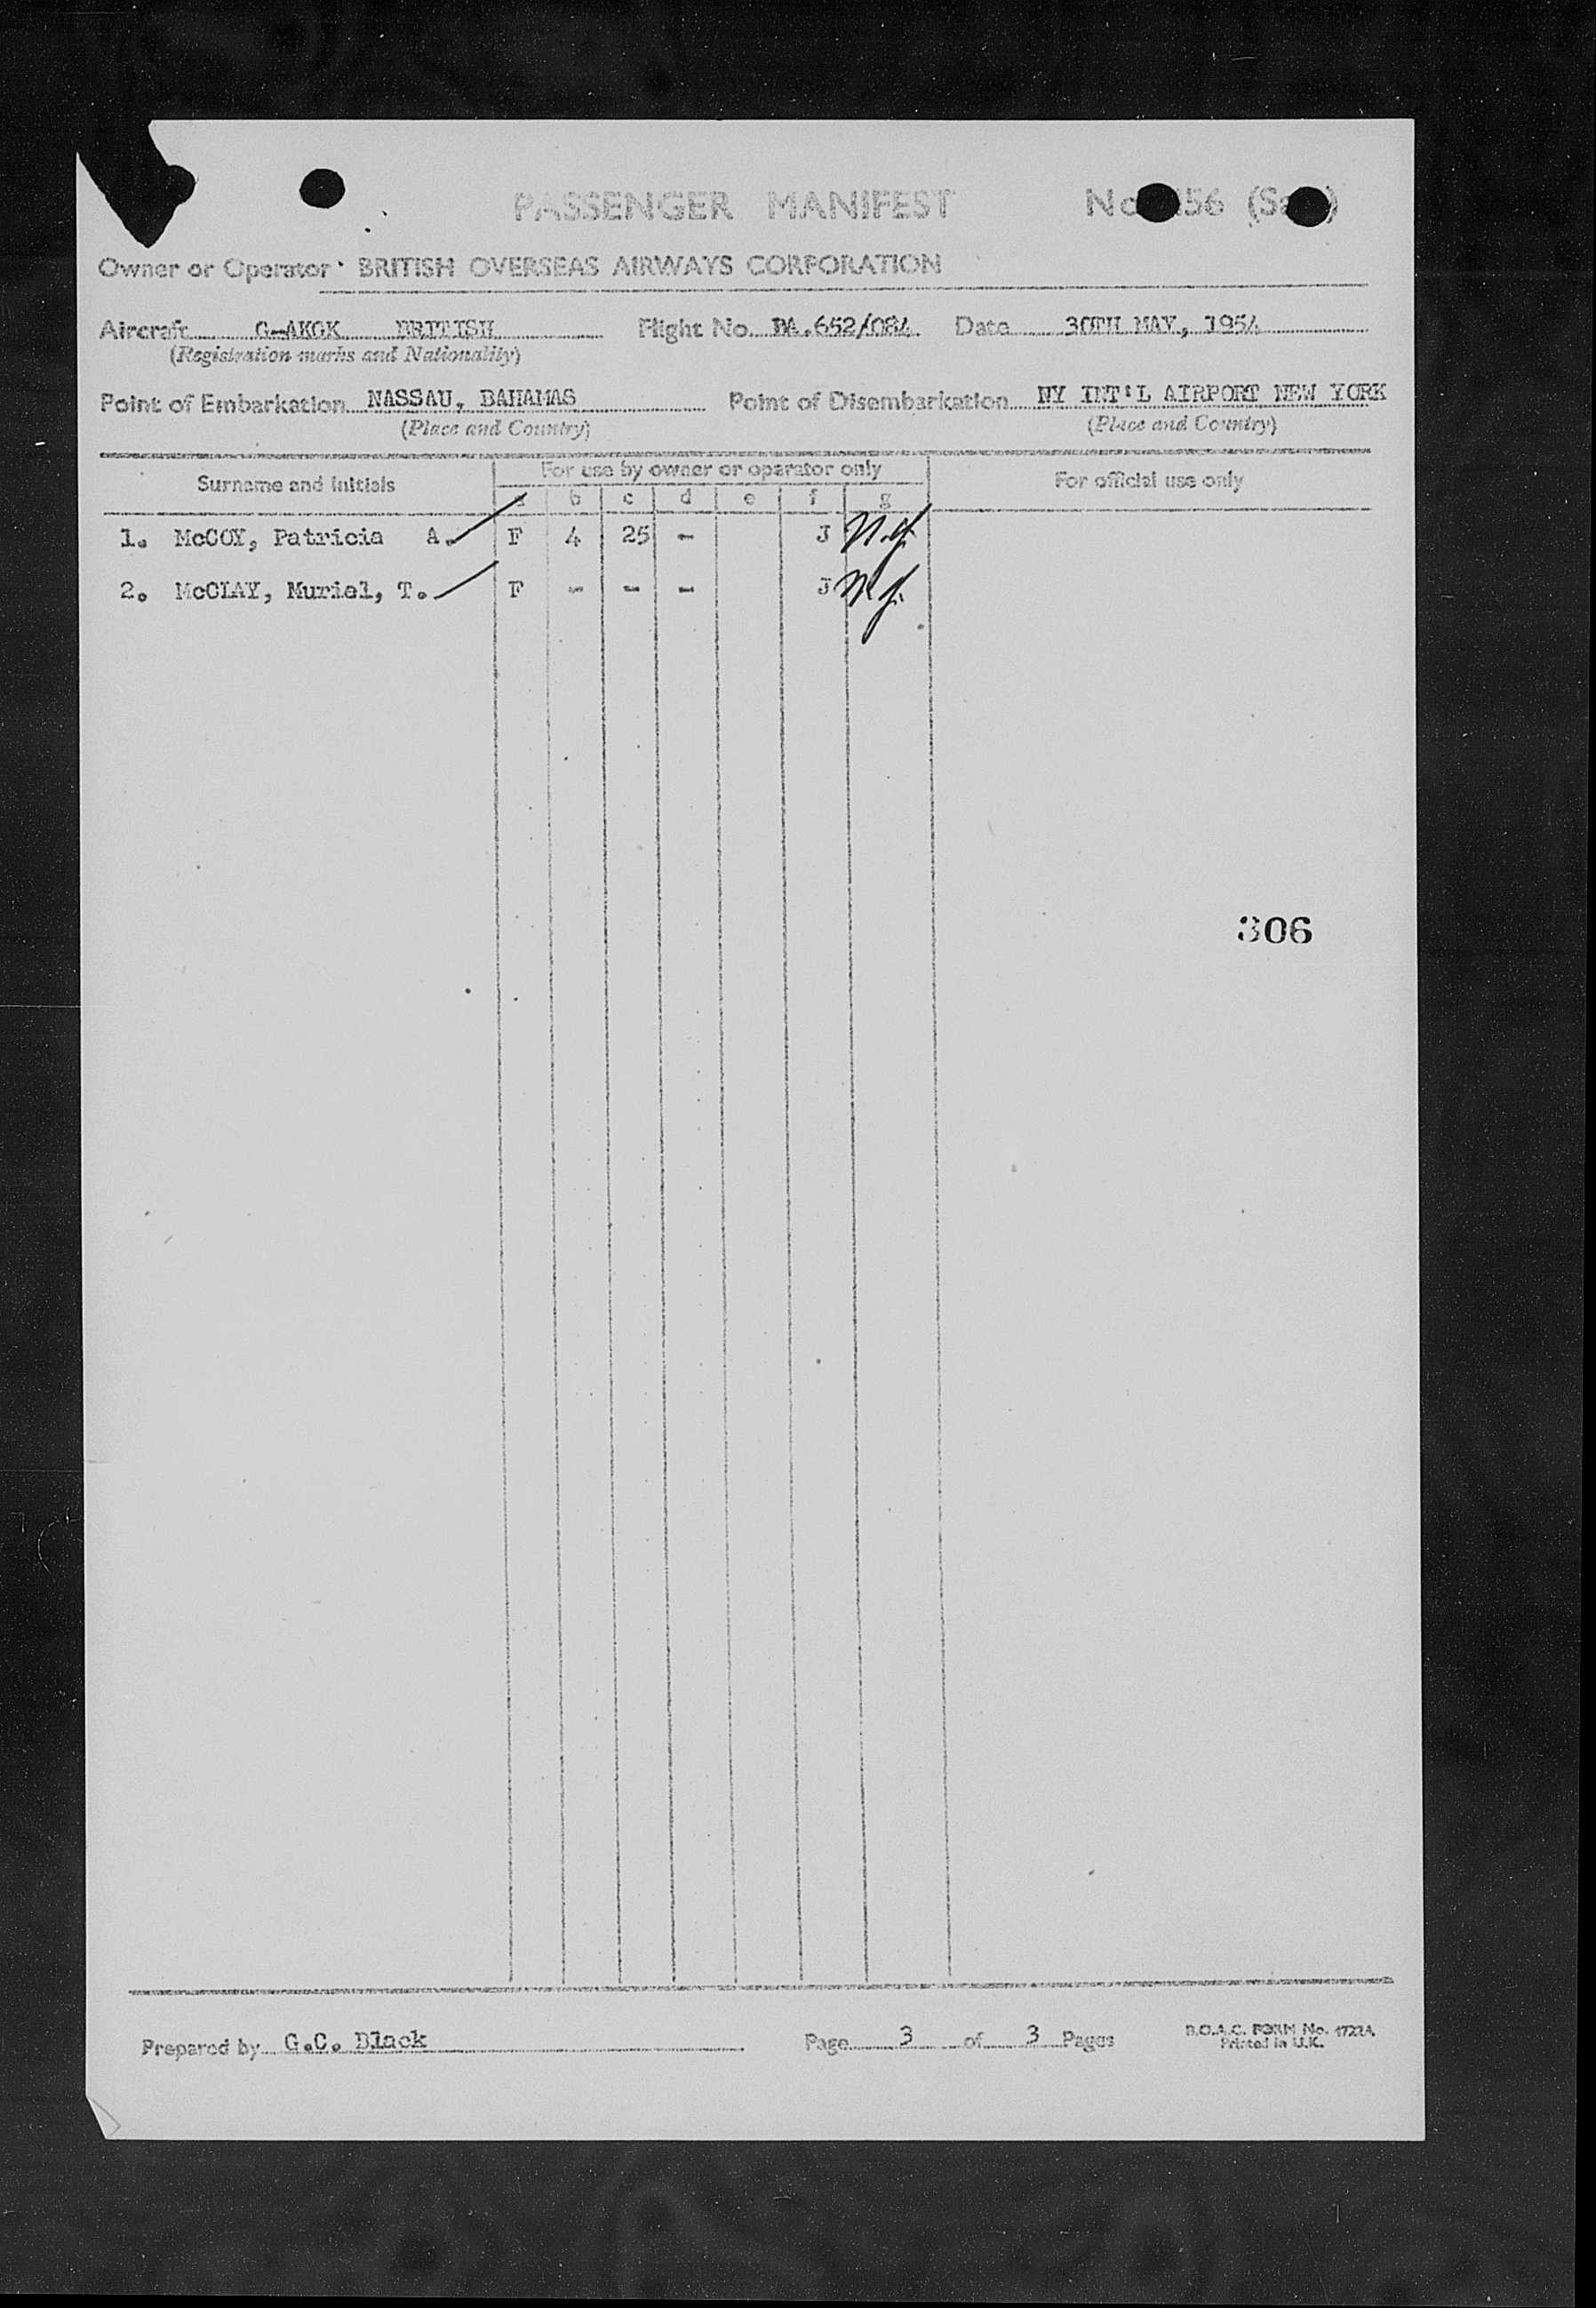 PASSENGER MANIFEST
Owner or Operator BRITISH OVERSEAS AIRWAYS CORPORATION
Aircraft G-AKGK BRITISH Flight No. BA.652/084 Date 30TH MAY, 1954
(Registration marks and Nationality)
Point of Embarkation NASSAU, BAHAMAS Point of Disembarkation NY INT'L AIRPORT NEW YORK
(Place and Country) (Place and Country)
Surname and Initials For use by owner or operator only For official use only
a b c d e f g
1. McCOY, Patricia A. F 4 25 - J N.Y.
2. McCLAY, Muriel, T. F - - - J N.Y.
306
Prepared by G.C. Black Page 3 of 3 Pages B.O.A.C. FORM No. 1722A
Printed in U.K.